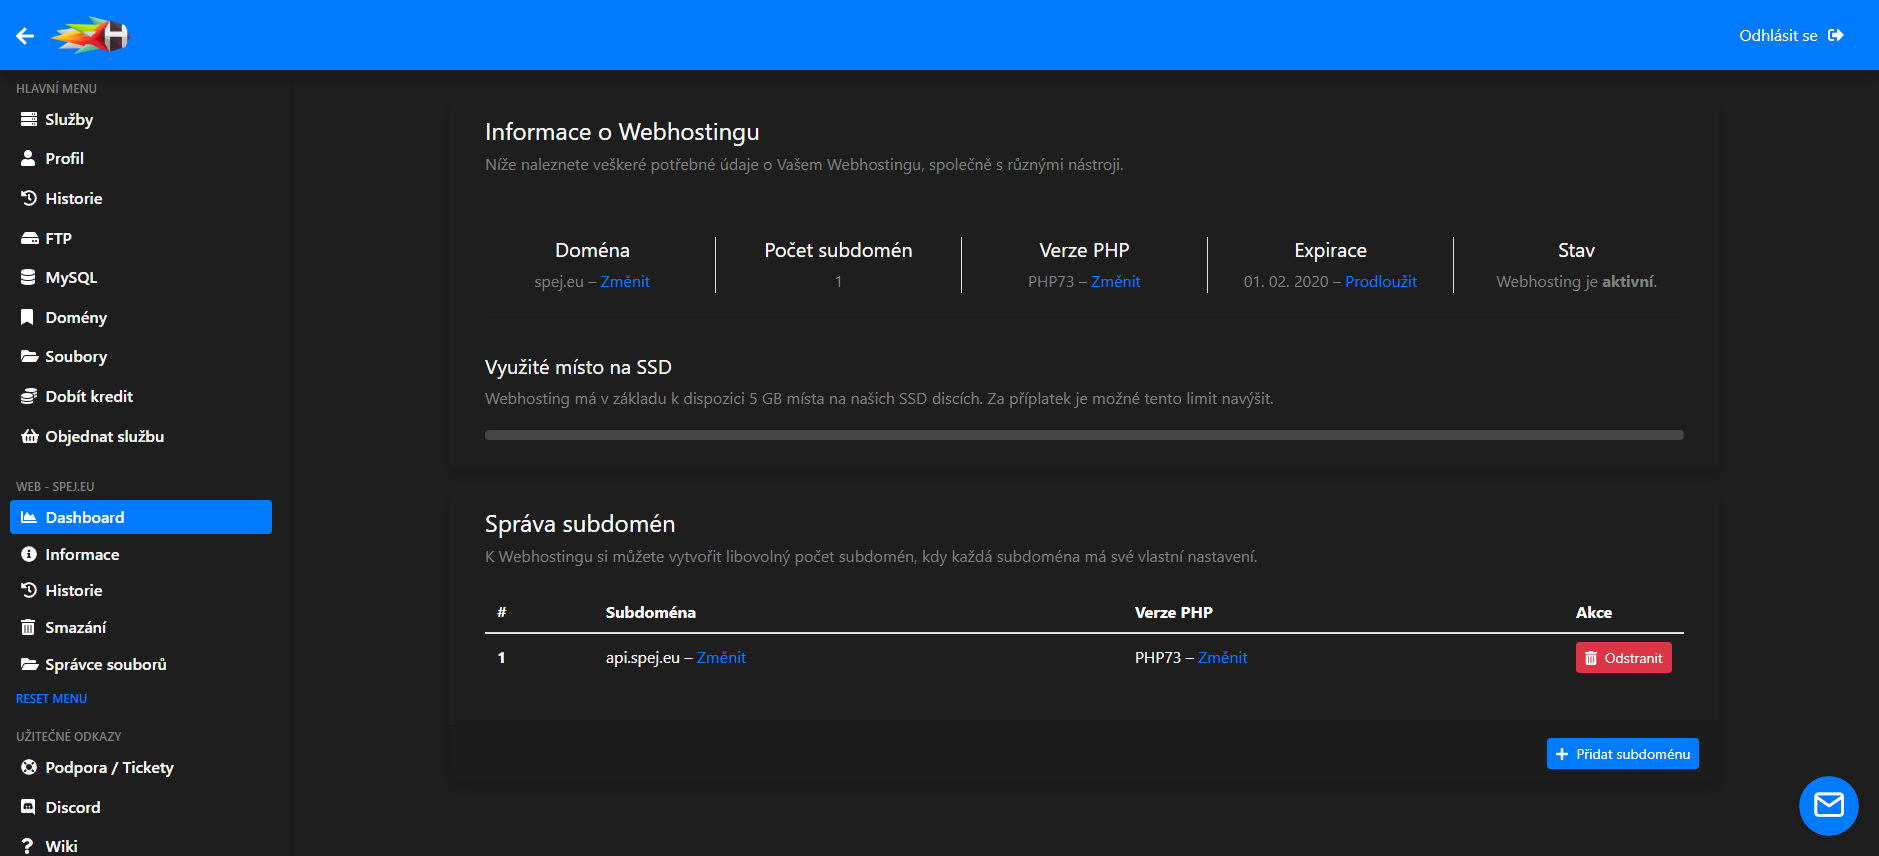 Odhlásit se
HLAVNÍ MENU
Služby
Profil
Historie
FTP
MySQL
Domény
Soubory
Dobít kredit
Objednat službu
WEB - SPEJ.EU
Dashboard
Informace
Historie
Smazání
Správce souborů
RESET MENU
UŽITEČNÉ ODKAZY
Podpora / Tickety
Discord
Wiki
Informace o Webhostingu
Níže naleznete veškeré potřebné údaje o Vašem Webhostingu, společně s různými nástroji.
Doména
spej.eu – Změnit
Počet subdomén
1
Verze PHP
PHP73 – Změnit
Expirace
01. 02. 2020 – Prodloužit
Stav
Webhosting je aktivní.
Využité místo na SSD
Webhosting má v základu k dispozici 5 GB místa na našich SSD discích. Za příplatek je možné tento limit navýšit.
Správa subdomén
K Webhostingu si můžete vytvořit libovolný počet subdomén, kdy každá subdoména má své vlastní nastavení.
# Subdoména Verze PHP Akce
1 api.spej.eu – Změnit PHP73 – Změnit Odstranit
Přidat subdoménu